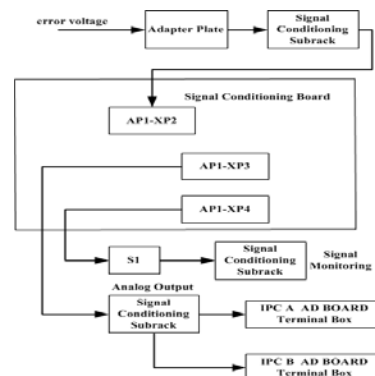 error voltage
Adapter Plate
Signal
Conditioning
Subrack
Signal Conditioning Board
AP1-XP2
AP1-XP3
AP1-XP4
S1
Signal
Conditioning
Subrack
Signal
Monitoring
Analog Output
Signal
Conditioning
Subrack
IPC A AD BOARD
Terminal Box
IPC B AD BOARD
Terminal Box